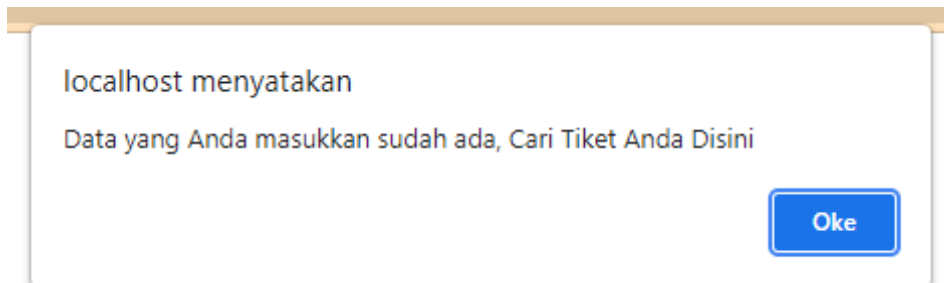 localhost menyatakan
Data yang Anda masukkan sudah ada, Cari Tiket Anda Disini
Oke